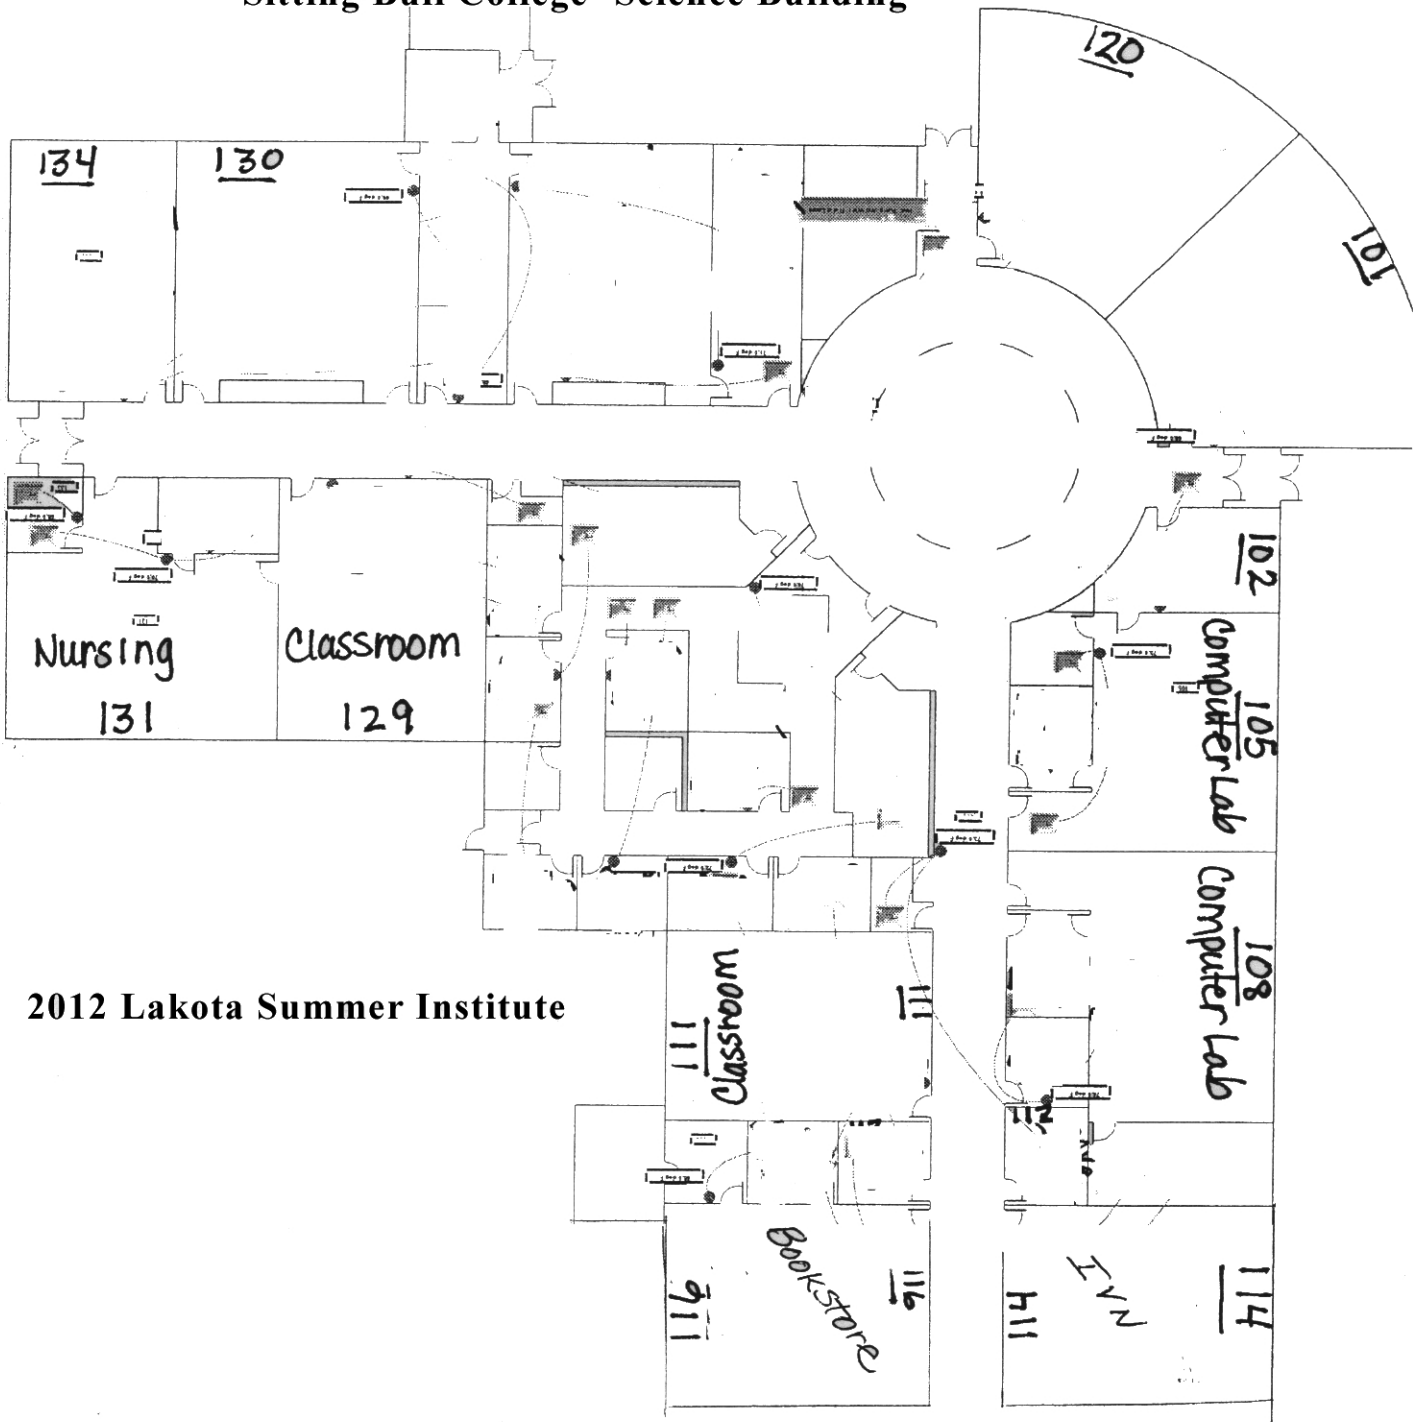 Sitting Bull College Science Building
120
134
130
101
102
Nursing
131
Classroom
129
105
Computer Lab
108
Computer Lab
2012 Lakota Summer Institute
111
Classroom
111
112
116
Bookstore
116
114
IVN
114